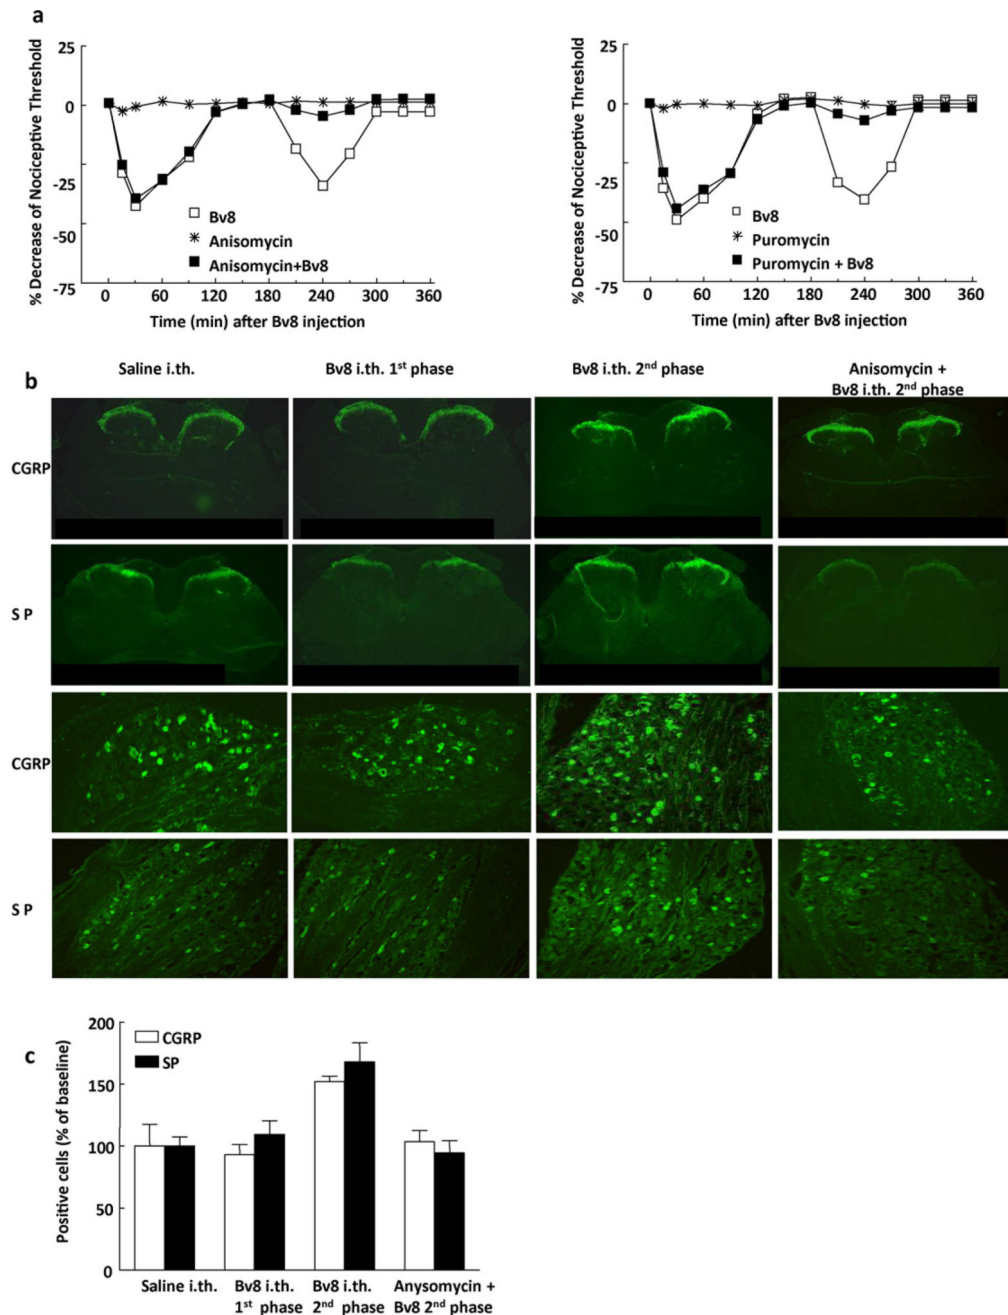 a
25
0
-25
-50
-75
% Decrease of Nociceptive Threshold
Bv8
Anisomycin
Anisomycin+Bv8
0 60 120 180 240 300 360
Time (min) after Bv8 injection
25
0
-25
-50
-75
% Decrease of Nociceptive Threshold
Bv8
Puromycin
Puromycin + Bv8
0 60 120 180 240 300 360
Time (min) after Bv8 injection
b
Saline i.th.
Bv8 i.th. 1st phase
Bv8 i.th. 2nd phase
Anisomycin +
Bv8 i.th. 2nd phase
CGRP
S P
CGRP
S P
c
200
150
100
50
0
Positive cells (% of baseline)
CGRP
SP
Saline i.th.
Bv8 i.th.
1st phase
Bv8 i.th.
2nd phase
Anysomycin +
Bv8 2nd phase